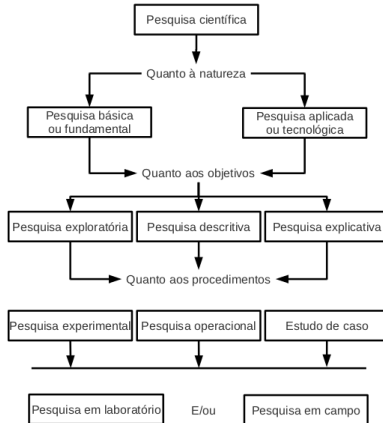 Pesquisa científica
Quanto à natureza
Pesquisa básica
ou fundamental
Pesquisa aplicada
ou tecnológica
Quanto aos objetivos
Pesquisa exploratória
Pesquisa descritiva
Pesquisa explicativa
Quanto aos procedimentos
Pesquisa experimental
Pesquisa operacional
Estudo de caso
Pesquisa em laboratório
E/ou
Pesquisa em campo